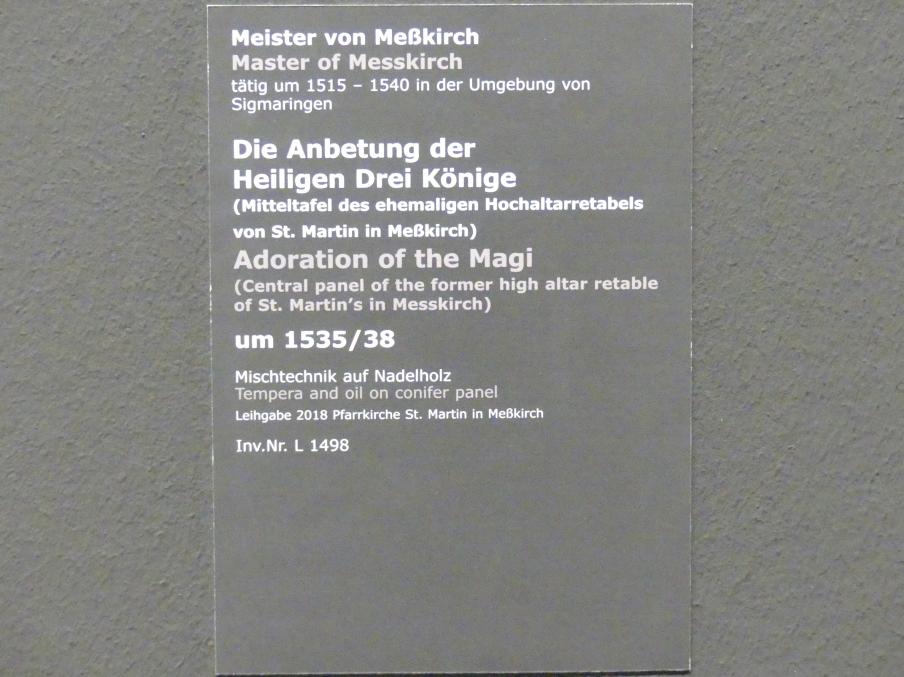 Meister von Meßkirch
Master of Messkirch
tätig um 1515 – 1540 in der Umgebung von
Sigmaringen
Die Anbetung der
Heiligen Drei Könige
(Mitteltafel des ehemaligen Hochaltarretabels
von St. Martin in Meßkirch)
Adoration of the Magi
(Central panel of the former high altar retable
of St. Martin's in Messkirch)
um 1535/38
Mischtechnik auf Nadelholz
Tempera and oil on conifer panel
Leihgabe 2018 Pfarrkirche St. Martin in Meßkirch
Inv.Nr. L 1498